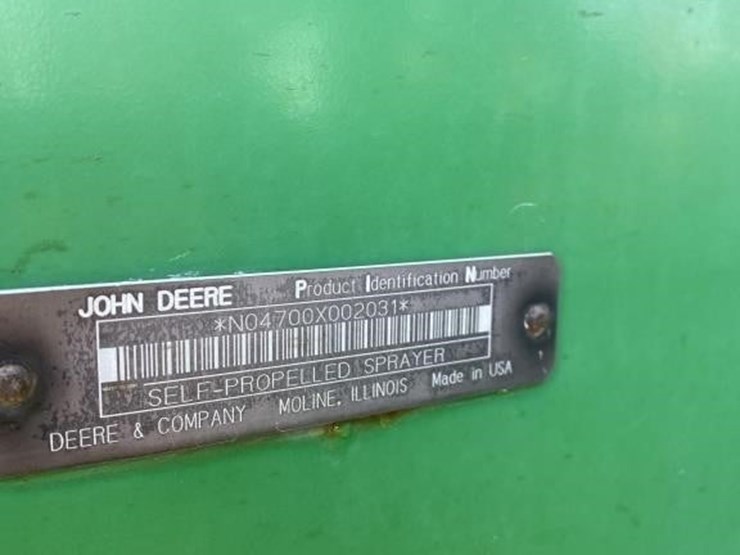 JOHN DEERE Product Identification Number
*N04700X002031*
SELF-PROPELLED SPRAYER
DEERE & COMPANY MOLINE, ILLINOIS Made in USA